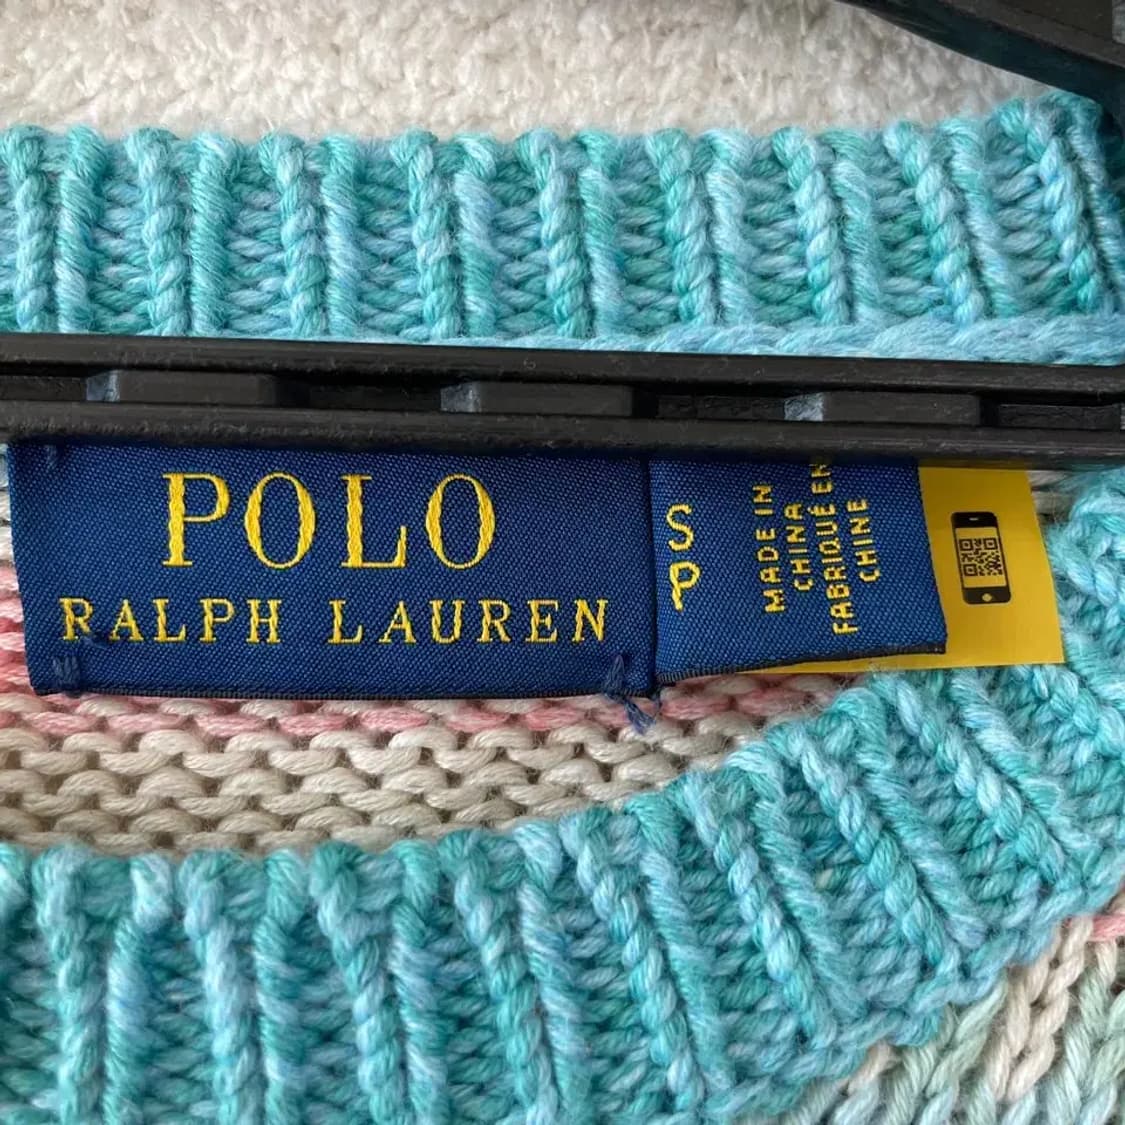 POLO
RALPH LAUREN
S
P
MADE IN
CHINA
FABRIQUÉ EN
CHINE